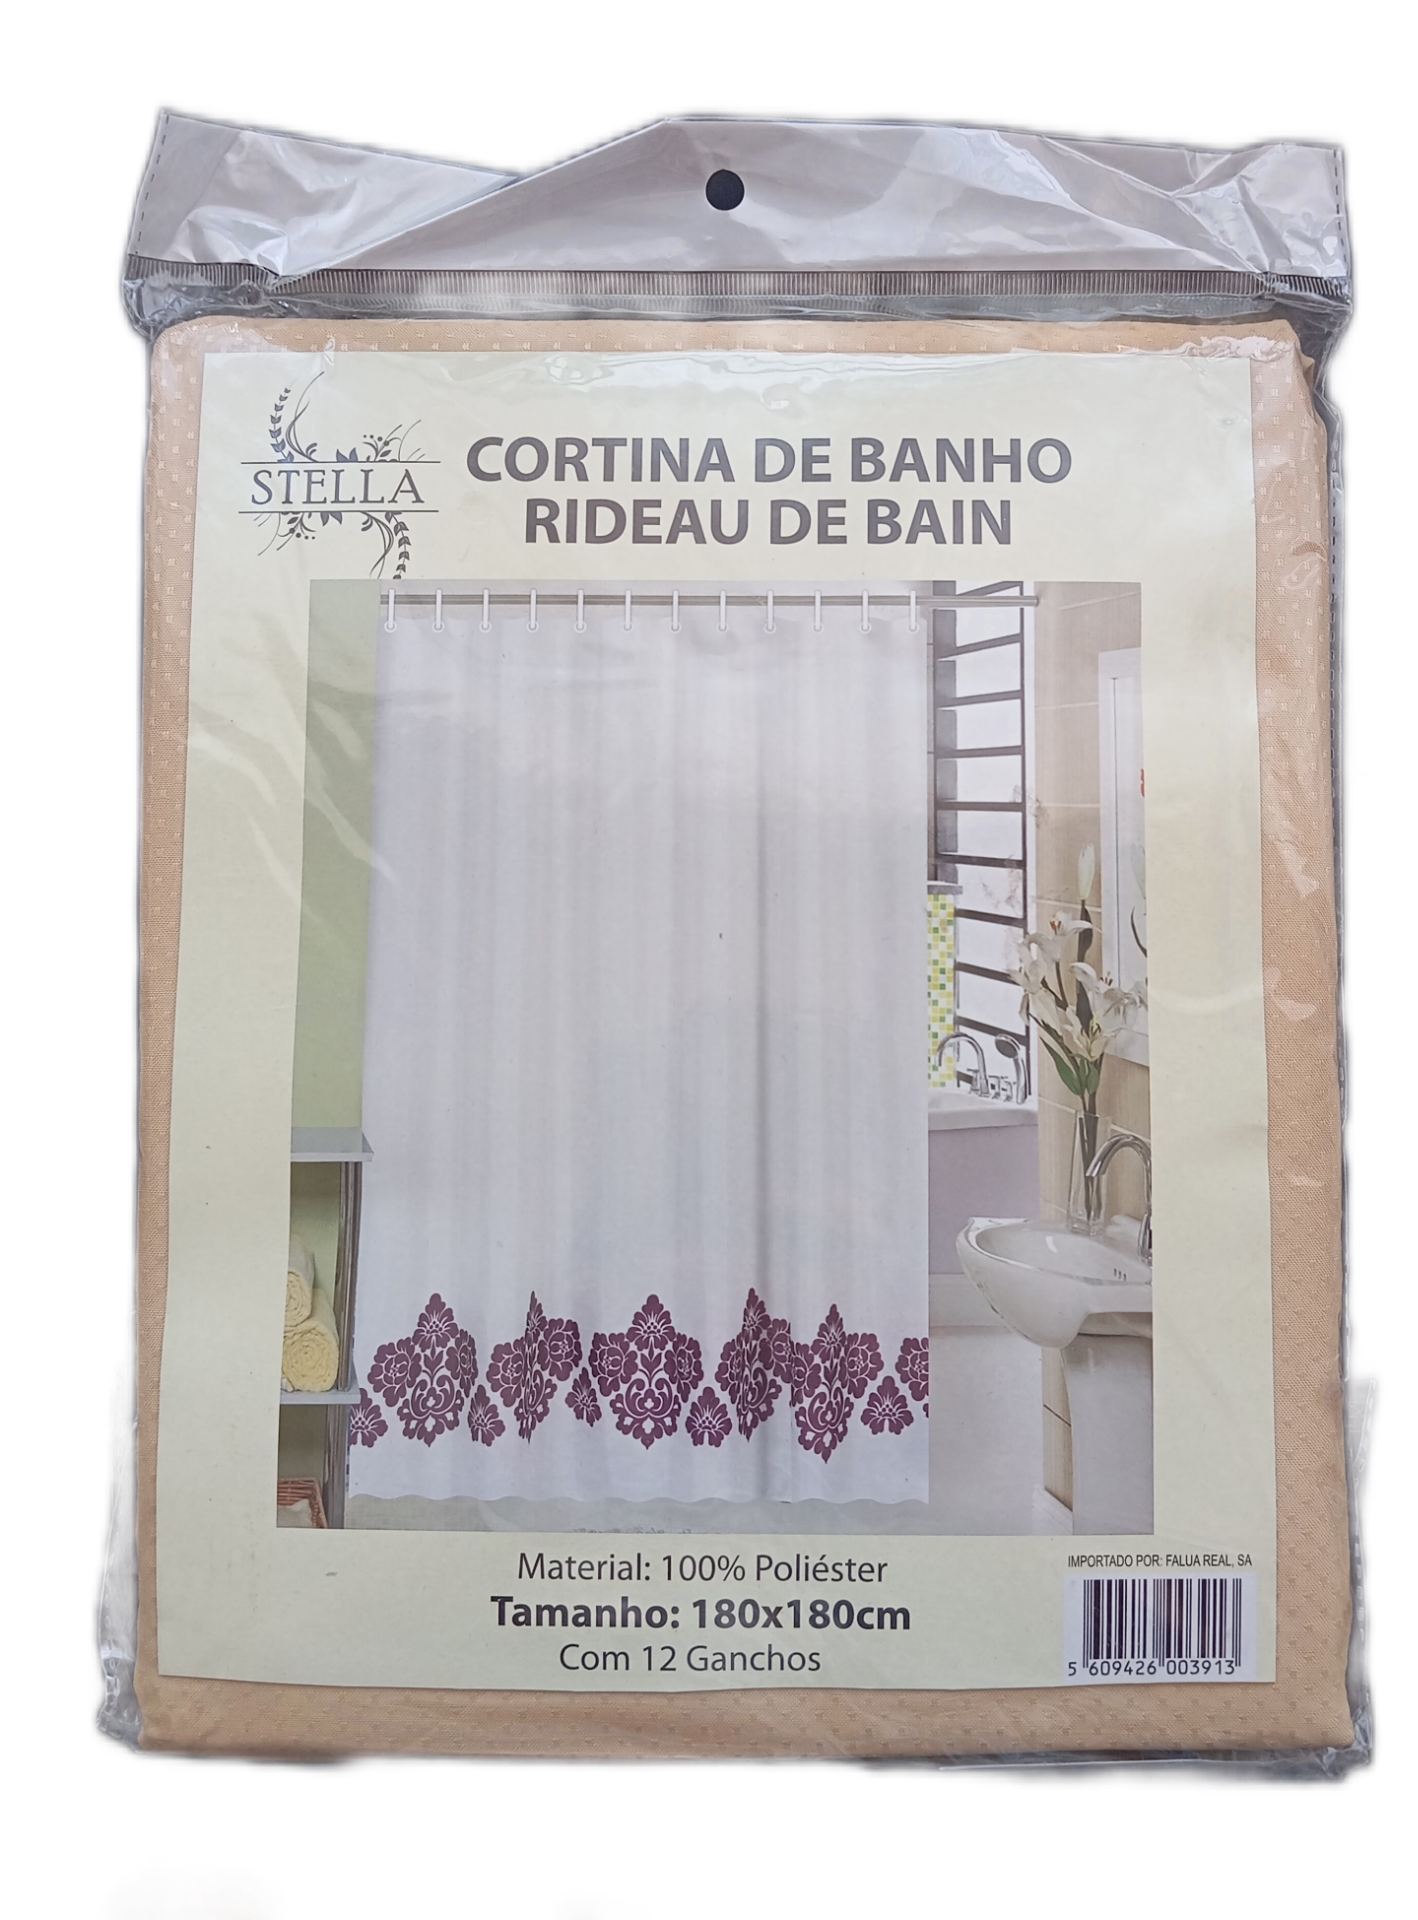 STELLA
CORTINA DE BANHO
RIDEAU DE BAIN
Material: 100% Poliéster
Tamanho: 180x180cm
Com 12 Ganchos
IMPORTADO POR: FALUA REAL, SA
5 609426 003913